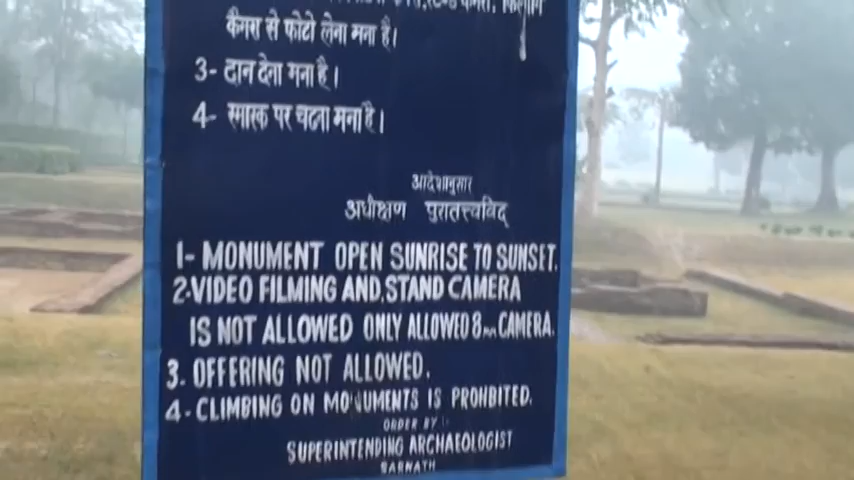 कैमरा से फोटो लेना मना है।
3- दान देना मना है।
4- स्मारक पर चढना मना है।
आदेशानुसार
अधीक्षण पुरातत्त्वविद्
1- MONUMENT OPEN SUNRISE TO SUNSET.
2-VIDEO FILMING AND, STAND CAMERA
IS NOT ALLOWED ONLY ALLOWED 8mm CAMERA.
3. OFFERING NOT ALLOWED.
4- CLIMBING ON MONUMENTS IS PROHBITED.
ORDER BY
SUPERINTENDING ARCHAEOLOGIST
SARNATH